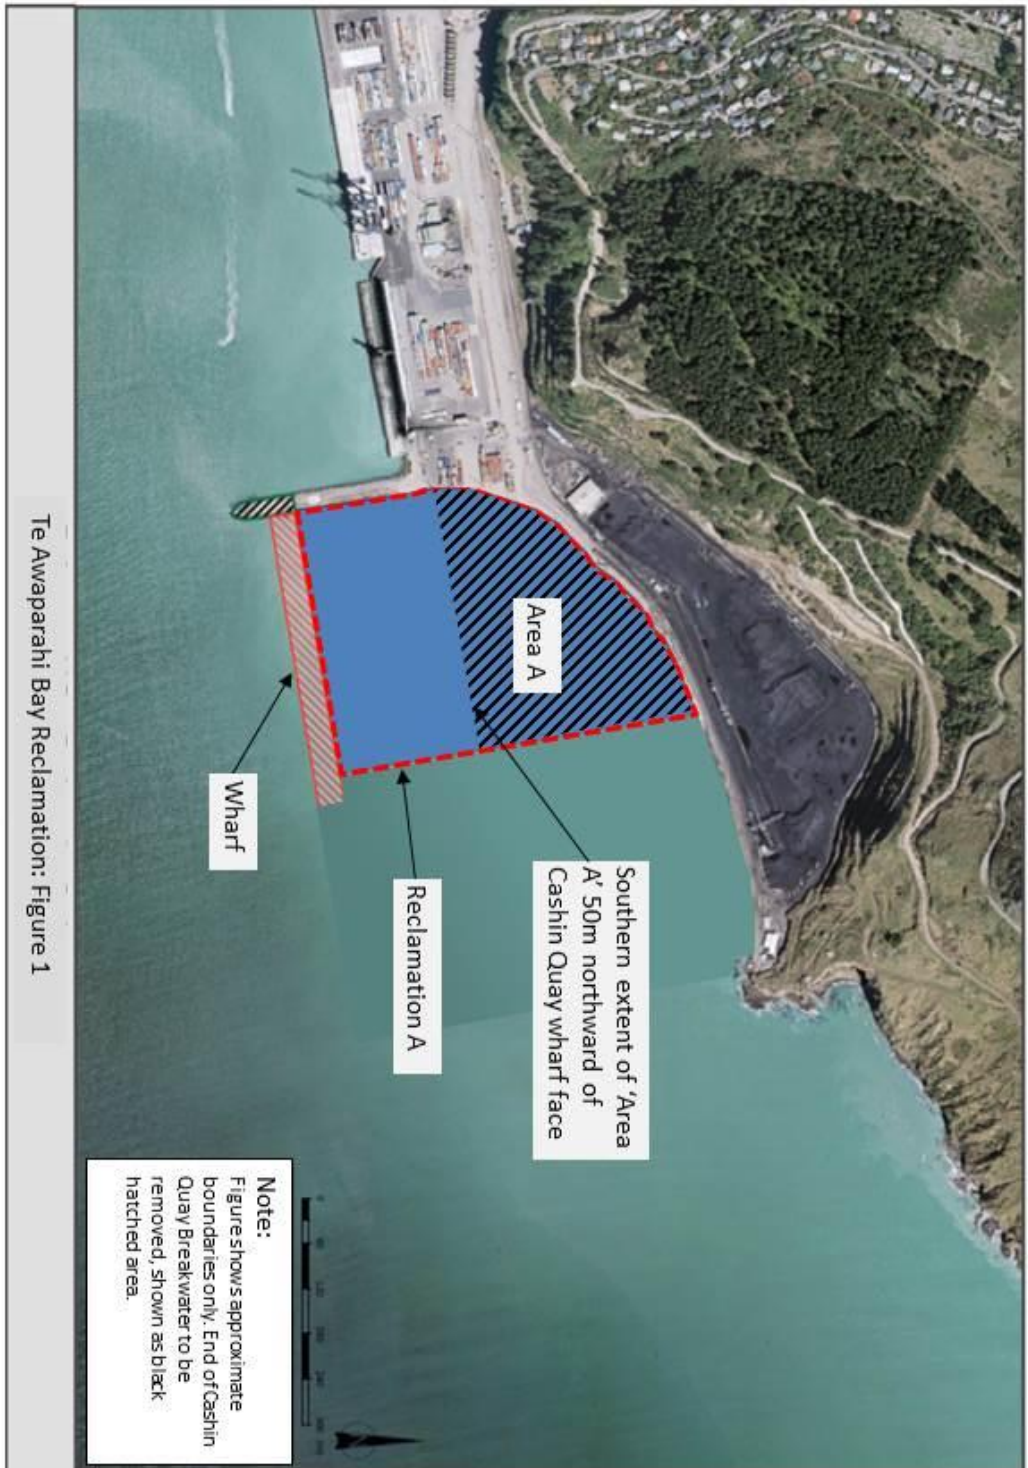 Area A
Southern extent of 'Area
A' 50m northward of
Cashin Quay wharf face
Reclamation A
Wharf
Note:
Figure shows approximate
boundaries only. End of Cashin
Quay Breakwater to be
removed, shown as black
hatched area.
Te Awaparahi Bay Reclamation: Figure 1